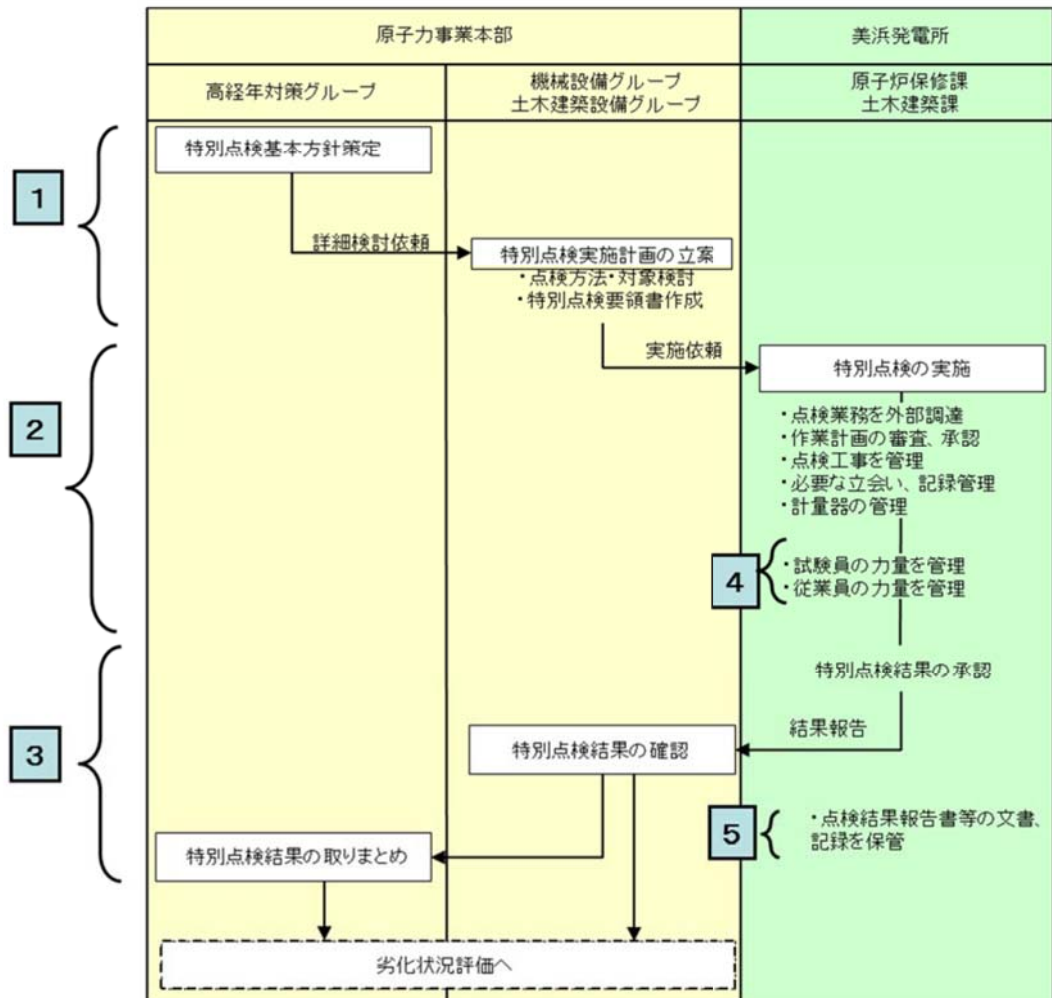 原子力事業本部
美浜発電所
高経年対策グループ
機械設備グループ
土木建築設備グループ
原子炉保修課
土木建築課
1
特別点検基本方針策定
詳細検討依頼
特別点検実施計画の立案
・点検方法・対象検討
・特別点検要領書作成
2
実施依頼
特別点検の実施
・点検業務を外部調達
・作業計画の審査、承認
・点検工事を管理
・必要な立会い、記録管理
・計量器の管理
4
・試験員の力量を管理
・従業員の力量を管理
特別点検結果の承認
3
結果報告
特別点検結果の確認
5
・点検結果報告書等の文書、
記録を保管
特別点検結果の取りまとめ
劣化状況評価へ